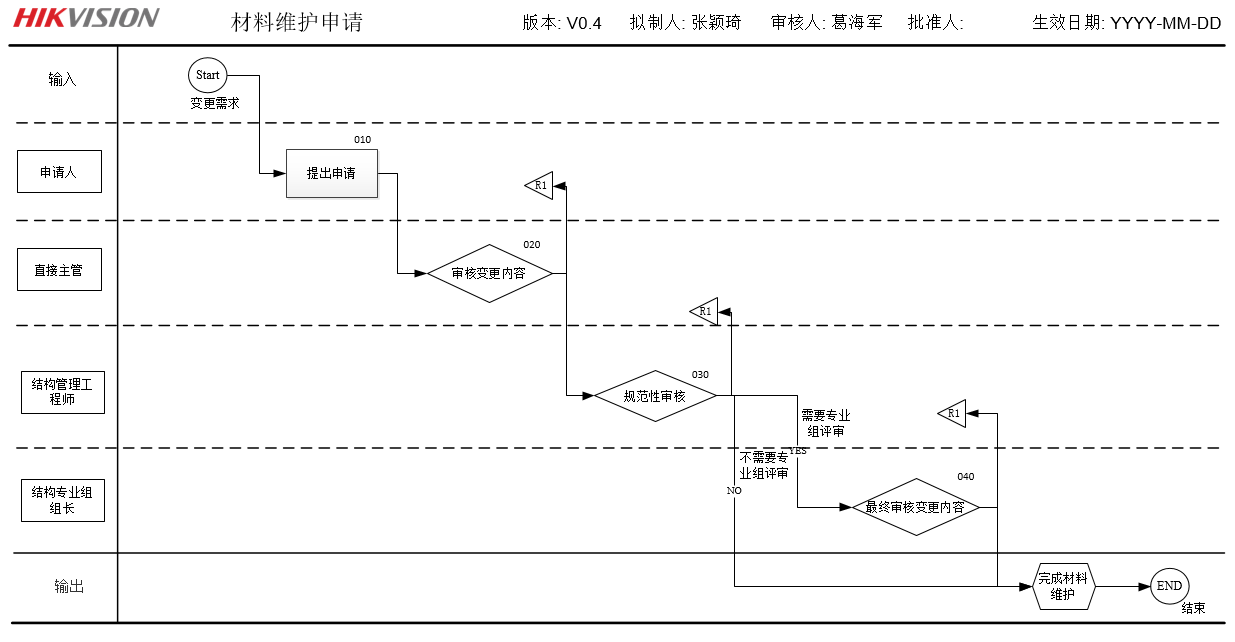 HIKVISION
材料维护申请
版本: V0.4
拟制人: 张颖琦
审核人: 葛海军
批准人:
生效日期: YYYY-MM-DD
输入
Start
变更需求
申请人
010
提出申请
R1
直接主管
020
审核变更内容
R1
结构管理工
程师
030
规范性审核
需要专业
组评审
YES
R1
结构专业组
组长
不需要专
业组评审
NO
040
最终审核变更内容
输出
完成材料
维护
END
结束